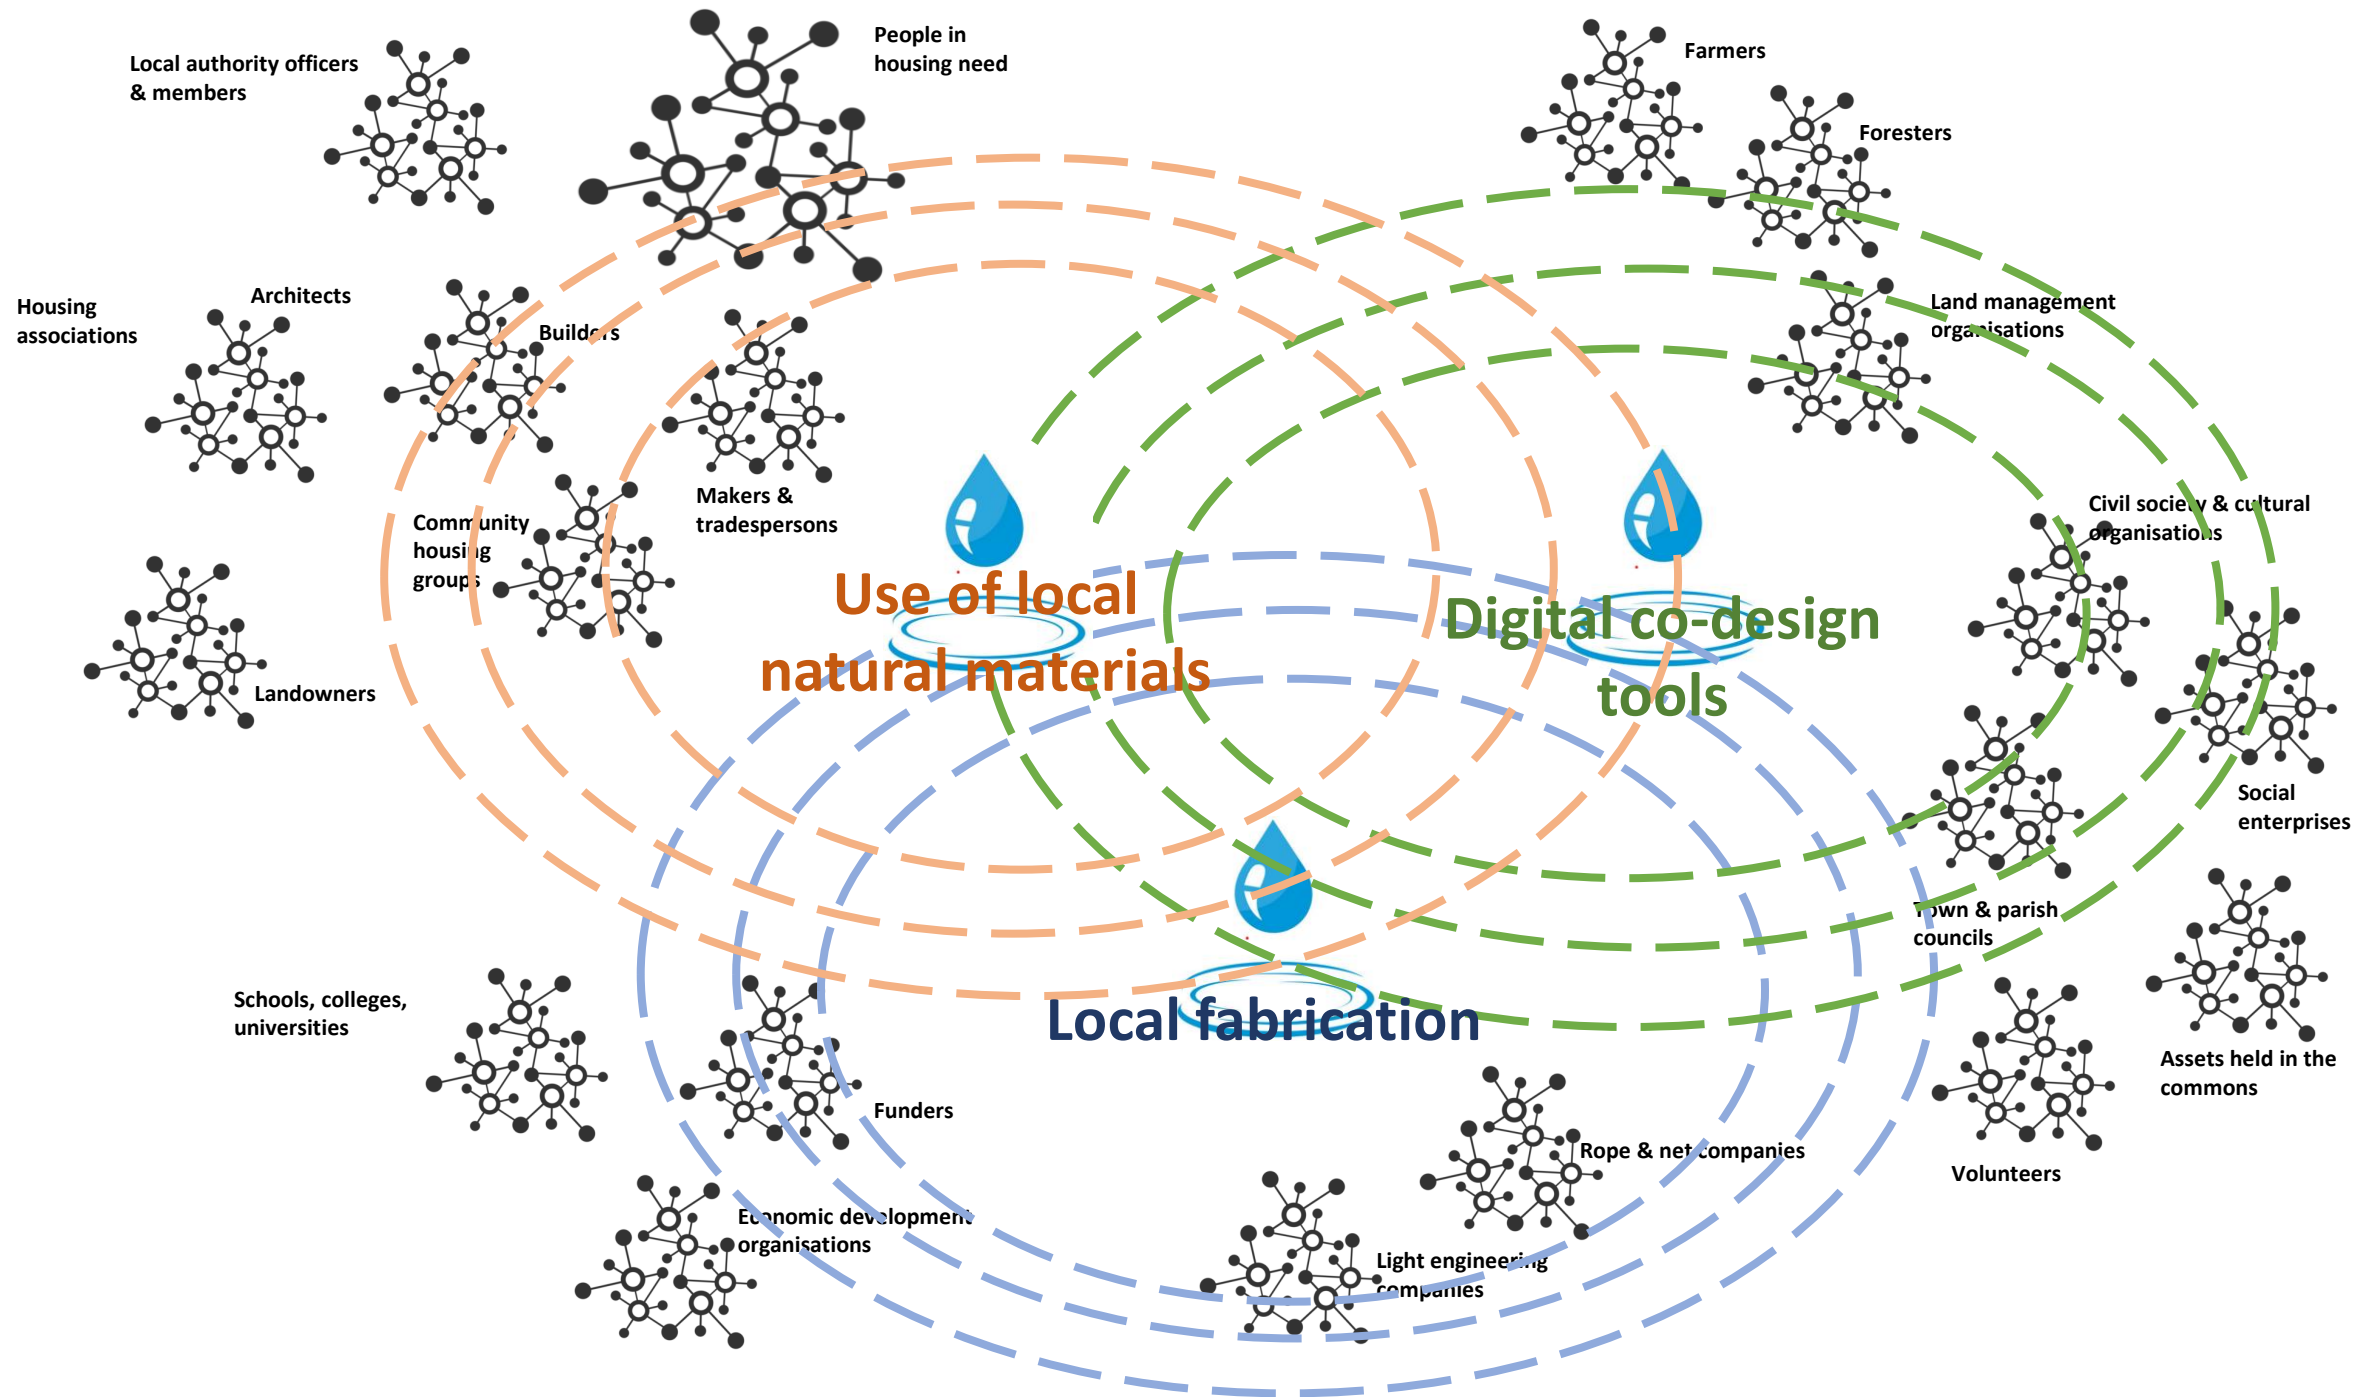 Local authority officers
& members
People in
housing need
Farmers
Foresters
Housing
associations
Architects
Builders
Land management
organisations
Makers &
tradespersons
Community
housing
groups
Civil society & cultural
organisations
Use of local
natural materials
Digital co-design
tools
Landowners
Social
enterprises
Town & parish
councils
Schools, colleges,
universities
Local fabrication
Assets held in the
commons
Funders
Rope & net companies
Volunteers
Economic development
organisations
Light engineering
companies